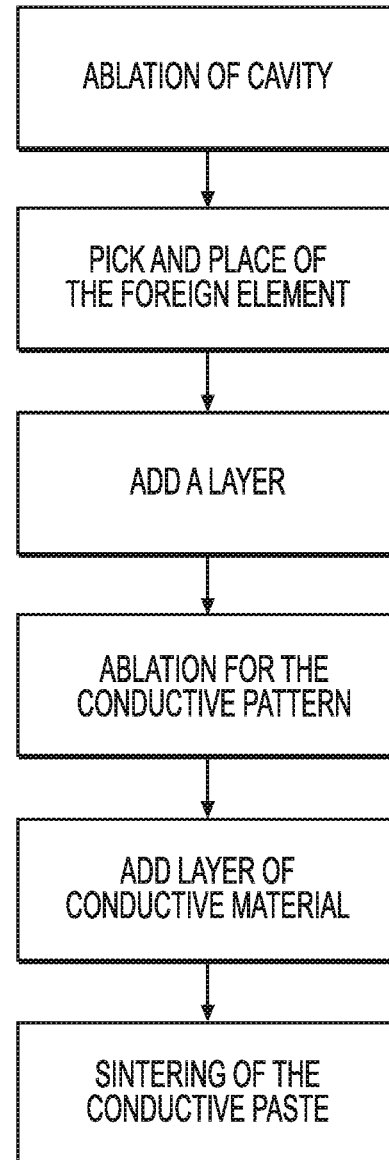 ABLATION OF CAVITY
PICK AND PLACE OF
THE FOREIGN ELEMENT
ADD A LAYER
ABLATION FOR THE
CONDUCTIVE PATTERN
ADD LAYER OF
CONDUCTIVE MATERIAL
SINTERING OF THE
CONDUCTIVE PASTE